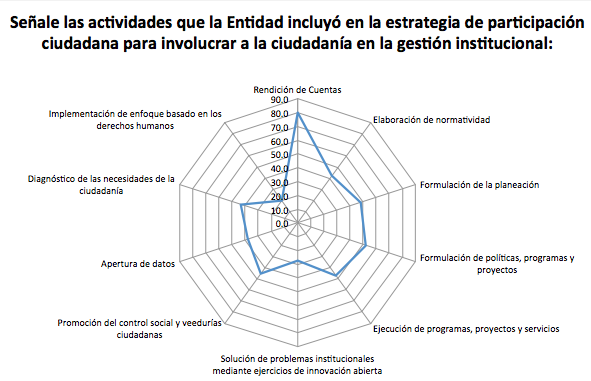 Señale las actividades que la Entidad incluyó en la estrategia de participación
ciudadana para involucrar a la ciudadanía en la gestión institucional:
Rendición de Cuentas
90,0
80,0
70,0
60,0
50,0
40,0
30,0
20,0
10,0
0,0
Elaboración de normatividad
Formulación de la planeación
Formulación de políticas, programas y
proyectos
Ejecución de programas, proyectos y servicios
Solución de problemas institucionales
mediante ejercicios de innovación abierta
Promoción del control social y veedurías
ciudadanas
Apertura de datos
Diagnóstico de las necesidades de la
ciudadanía
Implementación de enfoque basado en los
derechos humanos